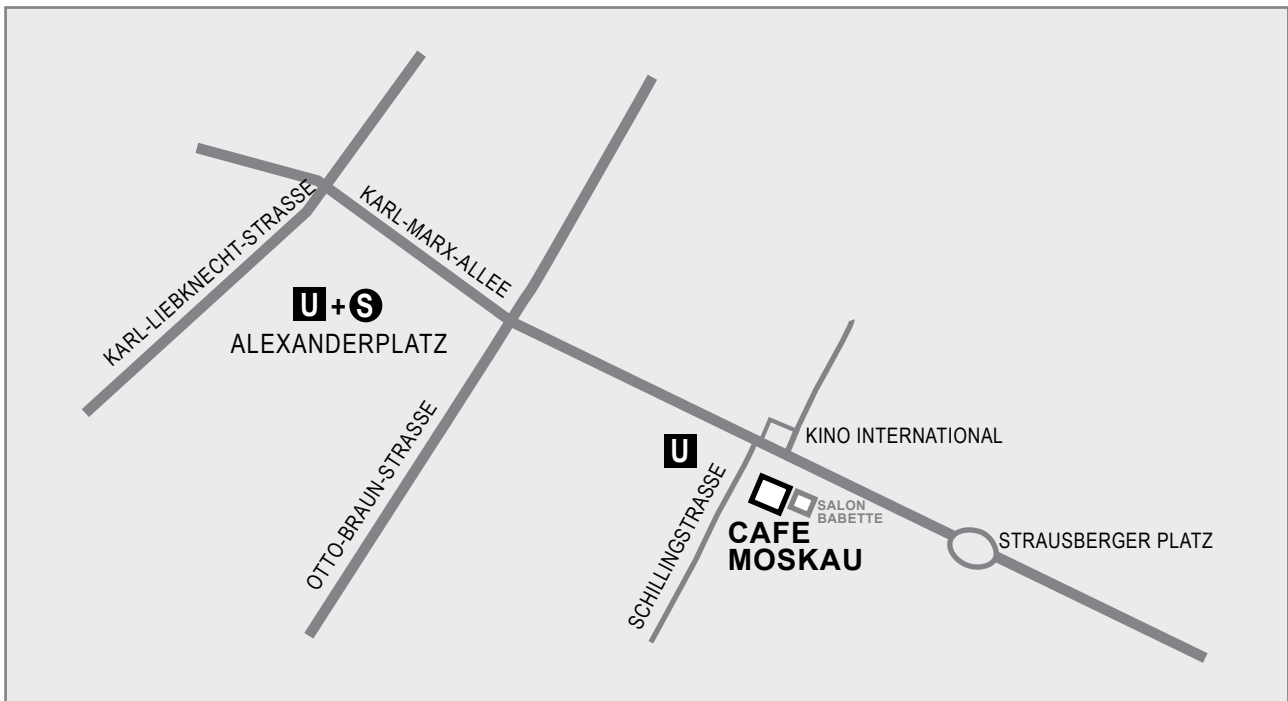 KARL-LIEBKNECHT-STRASSE
KARL-MARX-ALLEE
U + S
ALEXANDERPLATZ
OTTO-BRAUN-STRASSE
U
SCHILLINGSTRASSE
KINO INTERNATIONAL
SALON
BABETTE
CAFE
MOSKAU
STRAUSBERGER PLATZ